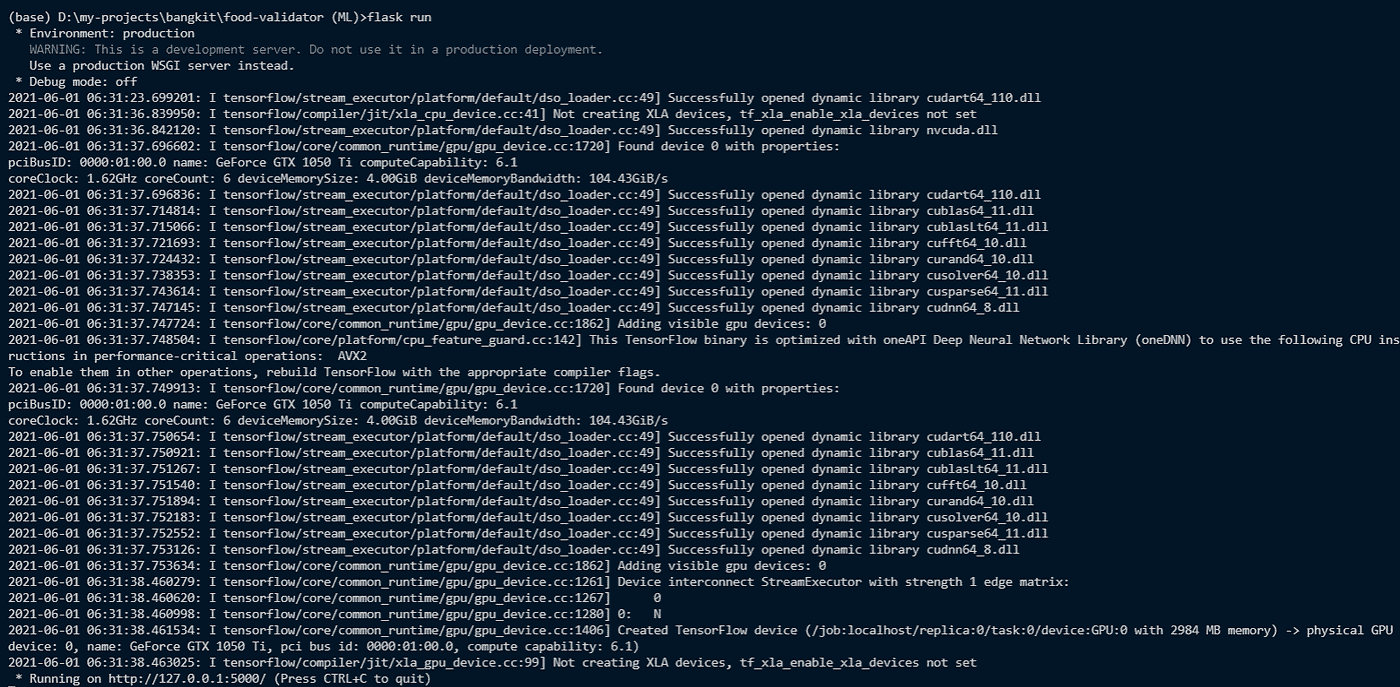 (base) D:\my-projects\bangkit\food-validator (ML)>flask run
 * Environment: production
   WARNING: This is a development server. Do not use it in a production deployment.
   Use a production WSGI server instead.
 * Debug mode: off
2021-06-01 06:31:23.699201: I tensorflow/stream_executor/platform/default/dso_loader.cc:49] Successfully opened dynamic library cudart64_110.dll
2021-06-01 06:31:36.839950: I tensorflow/compiler/jit/xla_cpu_device.cc:41] Not creating XLA devices, tf_xla_enable_xla_devices not set
2021-06-01 06:31:36.842120: I tensorflow/stream_executor/platform/default/dso_loader.cc:49] Successfully opened dynamic library nvcuda.dll
2021-06-01 06:31:37.696602: I tensorflow/core/common_runtime/gpu/gpu_device.cc:1720] Found device 0 with properties:
pciBusID: 0000:01:00.0 name: GeForce GTX 1050 Ti computeCapability: 6.1
coreClock: 1.62GHz coreCount: 6 deviceMemorySize: 4.00GiB deviceMemoryBandwidth: 104.43GiB/s
2021-06-01 06:31:37.696836: I tensorflow/stream_executor/platform/default/dso_loader.cc:49] Successfully opened dynamic library cudart64_110.dll
2021-06-01 06:31:37.714814: I tensorflow/stream_executor/platform/default/dso_loader.cc:49] Successfully opened dynamic library cublas64_11.dll
2021-06-01 06:31:37.715066: I tensorflow/stream_executor/platform/default/dso_loader.cc:49] Successfully opened dynamic library cublasLt64_11.dll
2021-06-01 06:31:37.721693: I tensorflow/stream_executor/platform/default/dso_loader.cc:49] Successfully opened dynamic library cufft64_10.dll
2021-06-01 06:31:37.724432: I tensorflow/stream_executor/platform/default/dso_loader.cc:49] Successfully opened dynamic library curand64_10.dll
2021-06-01 06:31:37.738353: I tensorflow/stream_executor/platform/default/dso_loader.cc:49] Successfully opened dynamic library cusolver64_10.dll
2021-06-01 06:31:37.743614: I tensorflow/stream_executor/platform/default/dso_loader.cc:49] Successfully opened dynamic library cusparse64_11.dll
2021-06-01 06:31:37.747145: I tensorflow/stream_executor/platform/default/dso_loader.cc:49] Successfully opened dynamic library cudnn64_8.dll
2021-06-01 06:31:37.747724: I tensorflow/core/common_runtime/gpu/gpu_device.cc:1862] Adding visible gpu devices: 0
2021-06-01 06:31:37.748504: I tensorflow/core/platform/cpu_feature_guard.cc:142] This TensorFlow binary is optimized with oneAPI Deep Neural Network Library (oneDNN) to use the following CPU ins
ructions in performance-critical operations:  AVX2
To enable them in other operations, rebuild TensorFlow with the appropriate compiler flags.
2021-06-01 06:31:37.749913: I tensorflow/core/common_runtime/gpu/gpu_device.cc:1720] Found device 0 with properties:
pciBusID: 0000:01:00.0 name: GeForce GTX 1050 Ti computeCapability: 6.1
coreClock: 1.62GHz coreCount: 6 deviceMemorySize: 4.00GiB deviceMemoryBandwidth: 104.43GiB/s
2021-06-01 06:31:37.750654: I tensorflow/stream_executor/platform/default/dso_loader.cc:49] Successfully opened dynamic library cudart64_110.dll
2021-06-01 06:31:37.750921: I tensorflow/stream_executor/platform/default/dso_loader.cc:49] Successfully opened dynamic library cublas64_11.dll
2021-06-01 06:31:37.751267: I tensorflow/stream_executor/platform/default/dso_loader.cc:49] Successfully opened dynamic library cublasLt64_11.dll
2021-06-01 06:31:37.751540: I tensorflow/stream_executor/platform/default/dso_loader.cc:49] Successfully opened dynamic library cufft64_10.dll
2021-06-01 06:31:37.751894: I tensorflow/stream_executor/platform/default/dso_loader.cc:49] Successfully opened dynamic library curand64_10.dll
2021-06-01 06:31:37.752183: I tensorflow/stream_executor/platform/default/dso_loader.cc:49] Successfully opened dynamic library cusolver64_10.dll
2021-06-01 06:31:37.752552: I tensorflow/stream_executor/platform/default/dso_loader.cc:49] Successfully opened dynamic library cusparse64_11.dll
2021-06-01 06:31:37.753126: I tensorflow/stream_executor/platform/default/dso_loader.cc:49] Successfully opened dynamic library cudnn64_8.dll
2021-06-01 06:31:37.753634: I tensorflow/core/common_runtime/gpu/gpu_device.cc:1862] Adding visible gpu devices: 0
2021-06-01 06:31:38.460279: I tensorflow/core/common_runtime/gpu/gpu_device.cc:1261] Device interconnect StreamExecutor with strength 1 edge matrix:
2021-06-01 06:31:38.460620: I tensorflow/core/common_runtime/gpu/gpu_device.cc:1267]      0
2021-06-01 06:31:38.460998: I tensorflow/core/common_runtime/gpu/gpu_device.cc:1280] 0:   N
2021-06-01 06:31:38.461534: I tensorflow/core/common_runtime/gpu/gpu_device.cc:1406] Created TensorFlow device (/job:localhost/replica:0/task:0/device:GPU:0 with 2984 MB memory) -> physical GPU
device: 0, name: GeForce GTX 1050 Ti, pci bus id: 0000:01:00.0, compute capability: 6.1)
2021-06-01 06:31:38.463025: I tensorflow/compiler/jit/xla_gpu_device.cc:99] Not creating XLA devices, tf_xla_enable_xla_devices not set
 * Running on http://127.0.0.1:5000/ (Press CTRL+C to quit)